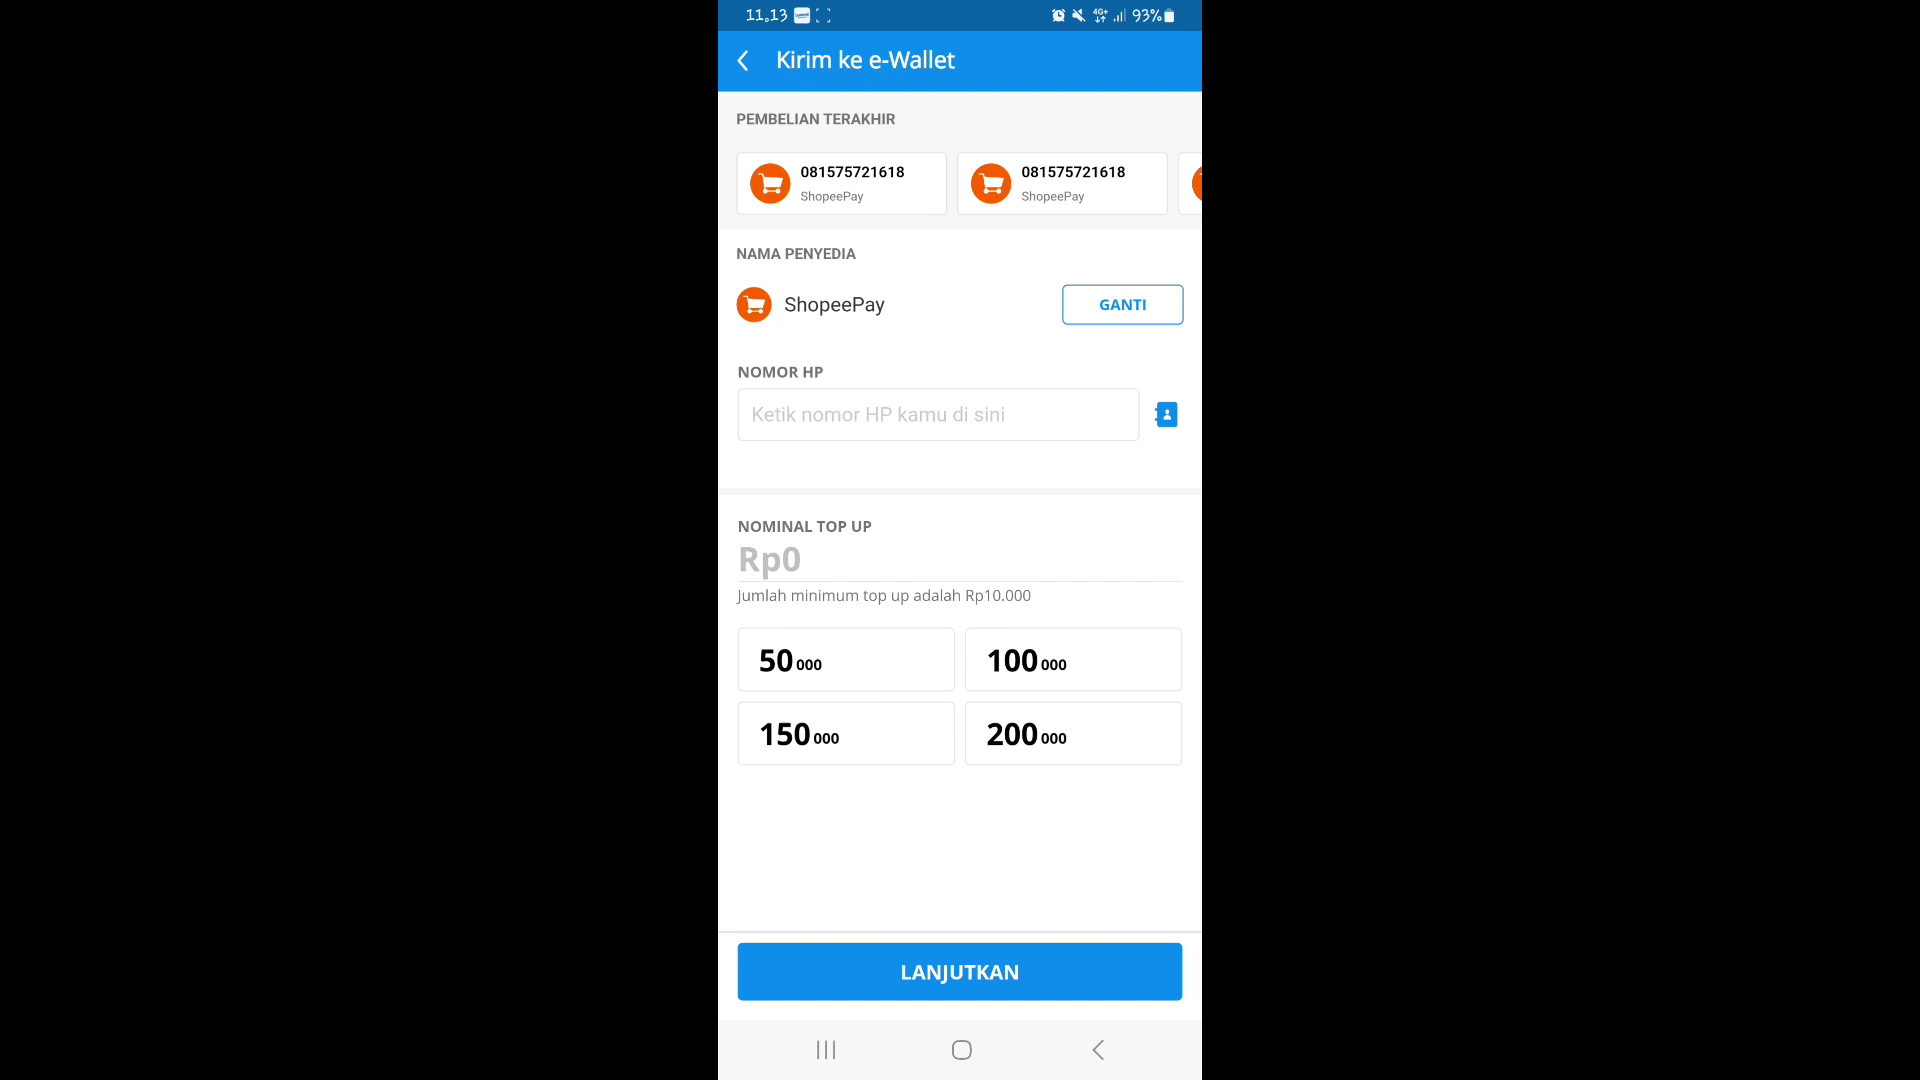 11.13
4G+
93%
Kirim ke e-Wallet
PEMBELIAN TERAKHIR
081575721618
ShopeePay
081575721618
ShopeePay
NAMA PENYEDIA
ShopeePay
GANTI
NOMOR HP
Ketik nomor HP kamu di sini
NOMINAL TOP UP
Rp0
Jumlah minimum top up adalah Rp10.000
50 000
100 000
150 000
200 000
LANJUTKAN